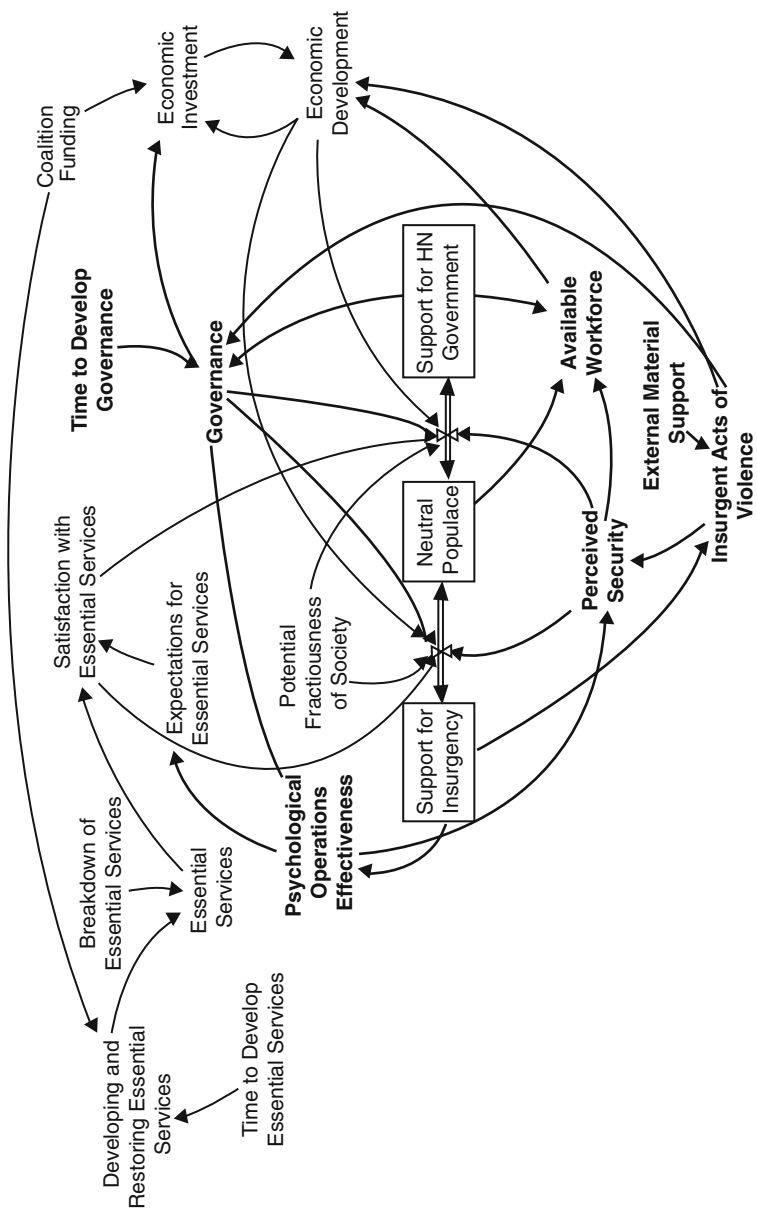 Coalition
Funding
Economic
Investment
Economic
Development
Time to Develop
Governance
Governance
Support for HN
Government
Available
Workforce
External Material
Support
Insurgent Acts of
Violence
Satisfaction with
Essential Services
Expectations for
Essential Services
Potential
Fractiousness
of Society
Neutral
Populace
Perceived
Security
Breakdown of
Essential Services
Essential
Services
Psychological
Operations
Effectiveness
Support for
Insurgency
Developing and
Restoring Essential
Services
Time to Develop
Essential Services